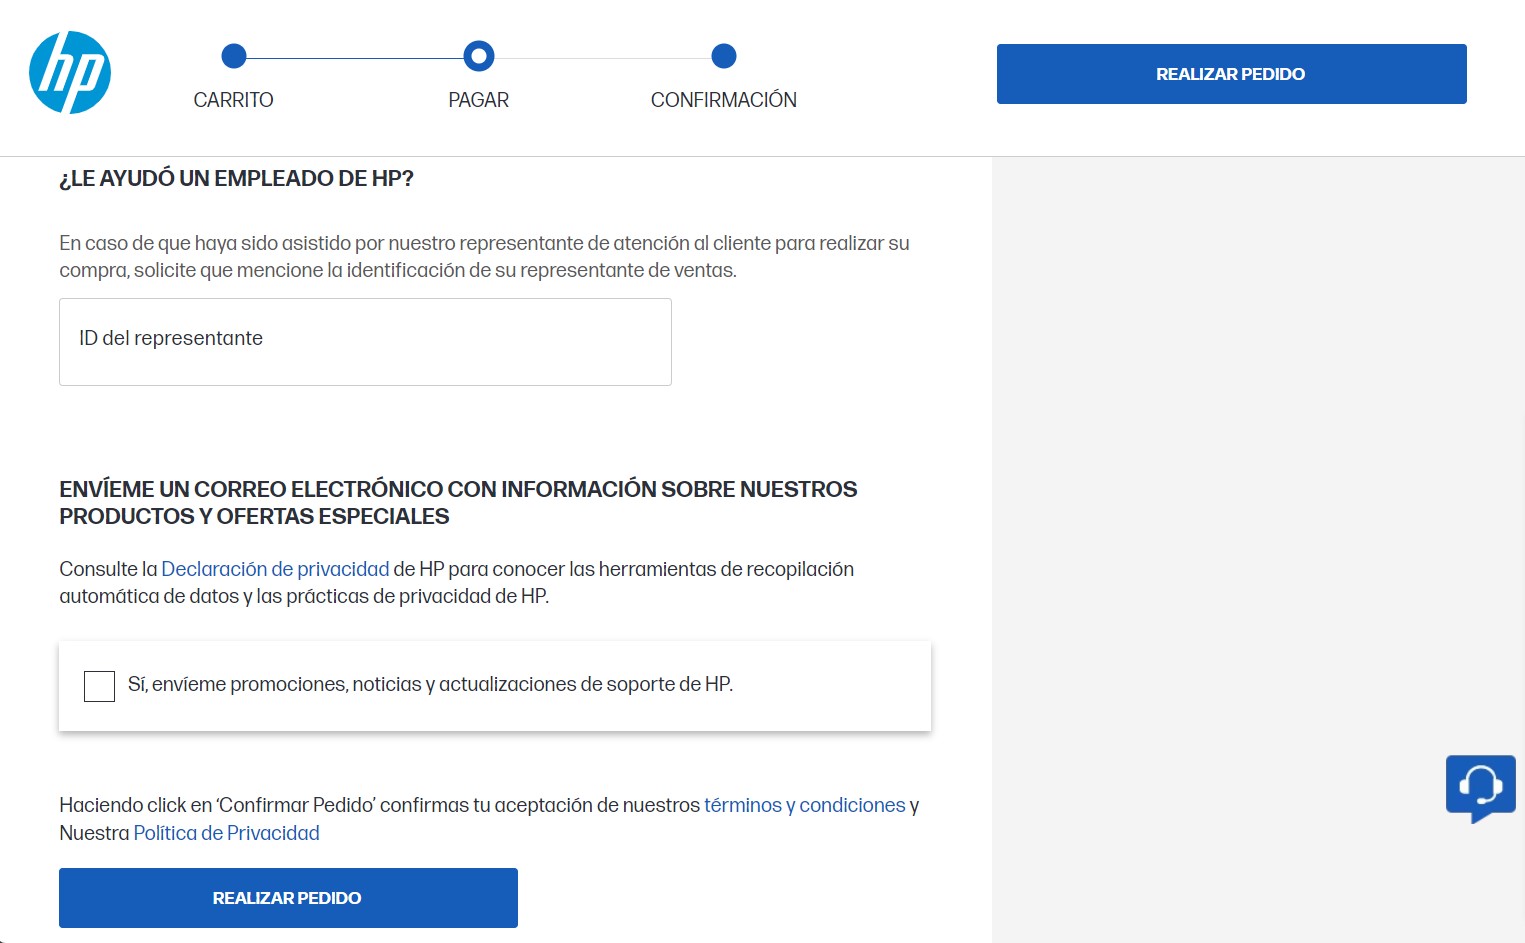 hp
CARRITO
PAGAR
CONFIRMACIÓN
REALIZAR PEDIDO
¿LE AYUDÓ UN EMPLEADO DE HP?
En caso de que haya sido asistido por nuestro representante de atención al cliente para realizar su
compra, solicite que mencione la identificación de su representante de ventas.
ID del representante
ENVÍEME UN CORREO ELECTRÓNICO CON INFORMACIÓN SOBRE NUESTROS
PRODUCTOS Y OFERTAS ESPECIALES
Consulte la Declaración de privacidad de HP para conocer las herramientas de recopilación
automática de datos y las prácticas de privacidad de HP.
Sí, envíeme promociones, noticias y actualizaciones de soporte de HP.
Haciendo click en ‘Confirmar Pedido’ confirmas tu aceptación de nuestros términos y condiciones y
Nuestra Política de Privacidad
REALIZAR PEDIDO